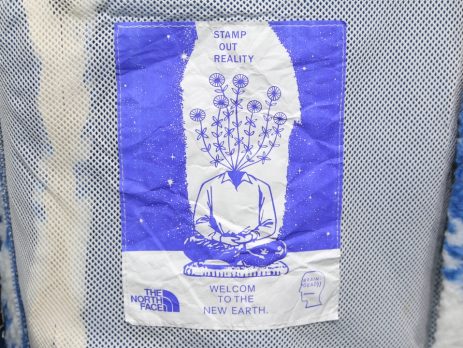 STAMP
OUT
REALITY
WELCOM
TO THE
NEW EARTH.
THE
NORTH
FACE
BRAIN
DEAD